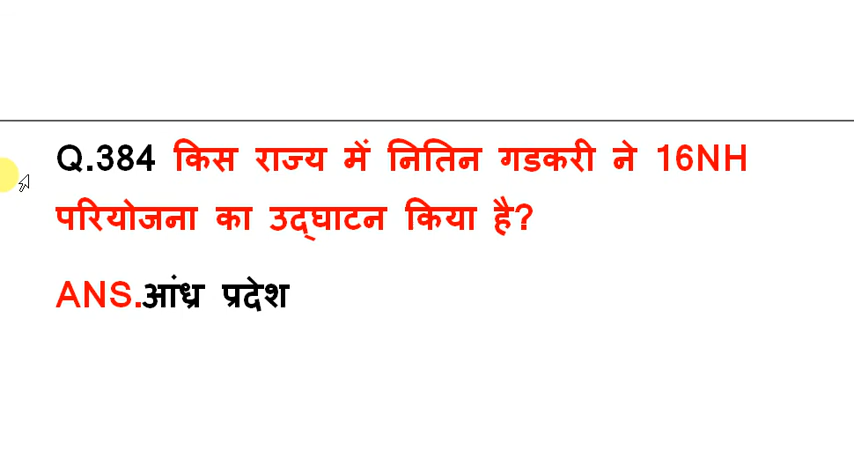 Q.384 किस राज्य में नितिन गडकरी ने 16NH
परियोजना का उद्घाटन किया है?
ANS.आंध्र प्रदेश